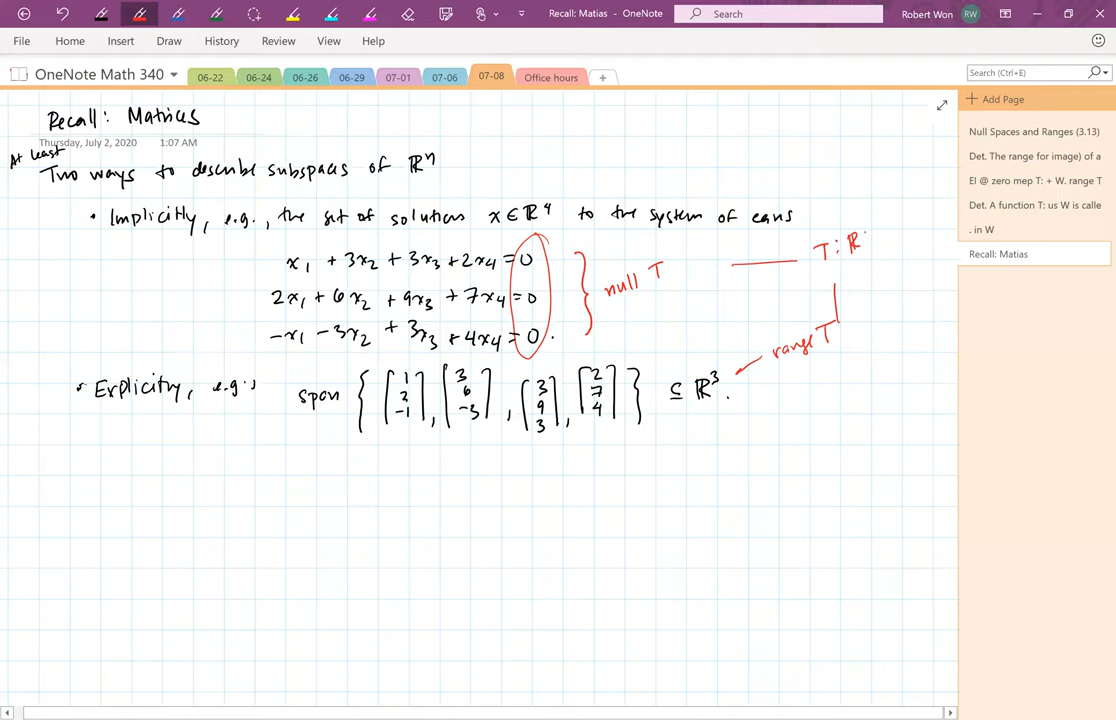 Recall: Matias - OneNote
Search
Robert Won
RW
File Home Insert Draw History Review View Help
OneNote Math 340
06-22 06-24 06-26 06-29 07-01 07-06 07-08 Office hours
Search (Ctrl+E)
Add Page
Null Spaces and Ranges (3.13)
Det. The range for image) of a
El @ zero mep T: + W. range T
Det. A function T: us W is calle
. in W
Recall: Matias
Recall: Matrices
Thursday, July 2, 2020 1:07 AM
At least
Two ways to describe subspaces of ℝⁿ
• Implicitly, e.g., the set of solution x ∈ ℝ⁴ to the system of eqns
x₁ + 3x₂ + 3x₃ + 2x₄ = 0
2x₁ + 6x₂ + 9x₃ + 7x₄ = 0
-x₁ - 3x₂ + 3x₃ + 4x₄ = 0.
null T
T: ℝ
range T
• Explicity, e.g.,
span { [1 2 -1], [3 6 -3], [3 9 3], [2 7 4] } ⊆ ℝ³.